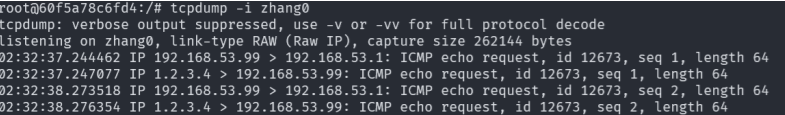 root@60f5a78c6fd4:/# tcpdump -i zhang0
tcpdump: verbose output suppressed, use -v or -vv for full protocol decode
listening on zhang0, link-type RAW (Raw IP), capture size 262144 bytes
02:32:37.244462 IP 192.168.53.99 > 192.168.53.1: ICMP echo request, id 12673, seq 1, length 64
02:32:37.247077 IP 1.2.3.4 > 192.168.53.99: ICMP echo request, id 12673, seq 1, length 64
02:32:38.273518 IP 192.168.53.99 > 192.168.53.1: ICMP echo request, id 12673, seq 2, length 64
02:32:38.276354 IP 1.2.3.4 > 192.168.53.99: ICMP echo request, id 12673, seq 2, length 64